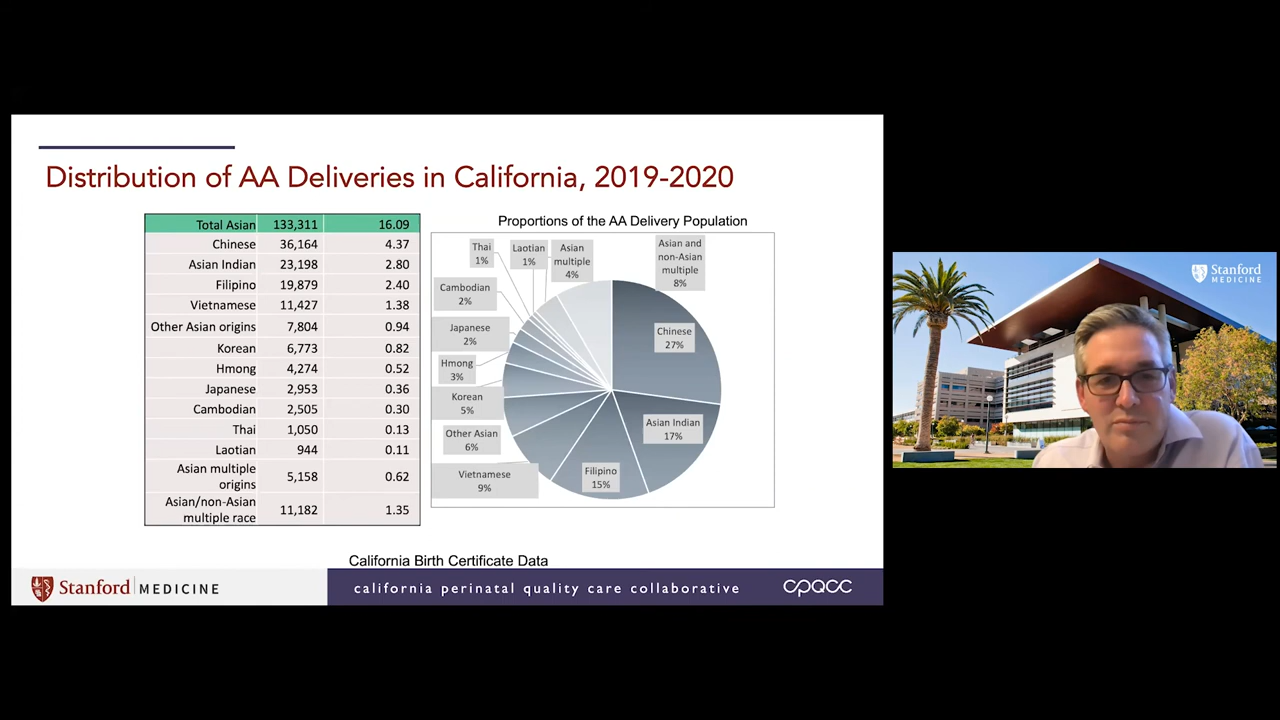 Distribution of AA Deliveries in California, 2019-2020
Total Asian 133,311 16.09
Chinese 36,164 4.37
Asian Indian 23,198 2.80
Filipino 19,879 2.40
Vietnamese 11,427 1.38
Other Asian origins 7,804 0.94
Korean 6,773 0.82
Hmong 4,274 0.52
Japanese 2,953 0.36
Cambodian 2,505 0.30
Thai 1,050 0.13
Laotian 944 0.11
Asian multiple
origins 5,158 0.62
Asian/non-Asian
multiple race 11,182 1.35
Proportions of the AA Delivery Population
Thai
1%
Laotian
1%
Asian
multiple
4%
Asian and
non-Asian
multiple
8%
Cambodian
2%
Japanese
2%
Hmong
3%
Korean
5%
Other Asian
6%
Vietnamese
9%
Filipino
15%
Asian Indian
17%
Chinese
27%
California Birth Certificate Data
Stanford MEDICINE
california perinatal quality care collaborative
cpqcc
Stanford
MEDICINE